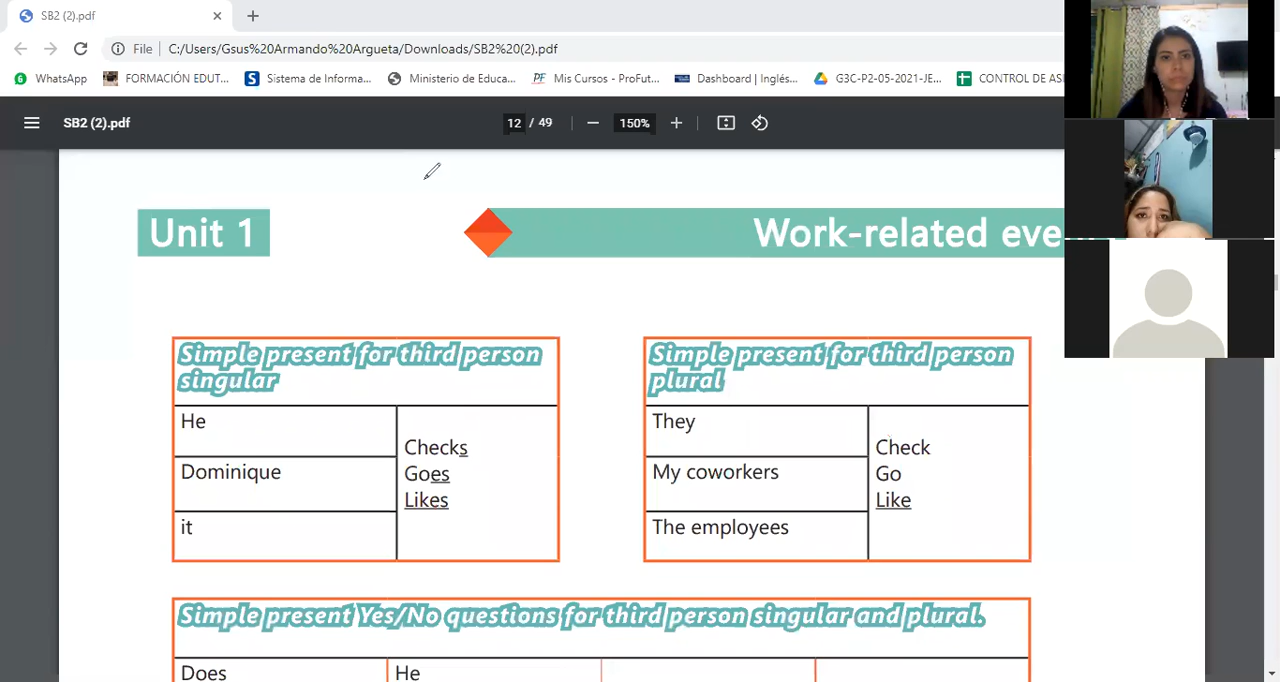 SB2 (2).pdf
File C:/Users/Gsus%20Armando%20Argueta/Downloads/SB2%20(2).pdf
WhatsApp FORMACIÓN EDUT... Sistema de Informa... Ministerio de Educa... Mis Cursos - ProFut... Dashboard | Inglés... G3C-P2-05-2021-JE... CONTROL DE AS
SB2 (2).pdf 12 / 49 150%
Unit 1 Work-related eve
Simple present for third person
singular
He
Dominique
it
Checks
Goes
Likes
Simple present for third person
plural
They
My coworkers
The employees
Check
Go
Like
Simple present Yes/No questions for third person singular and plural.
Does He